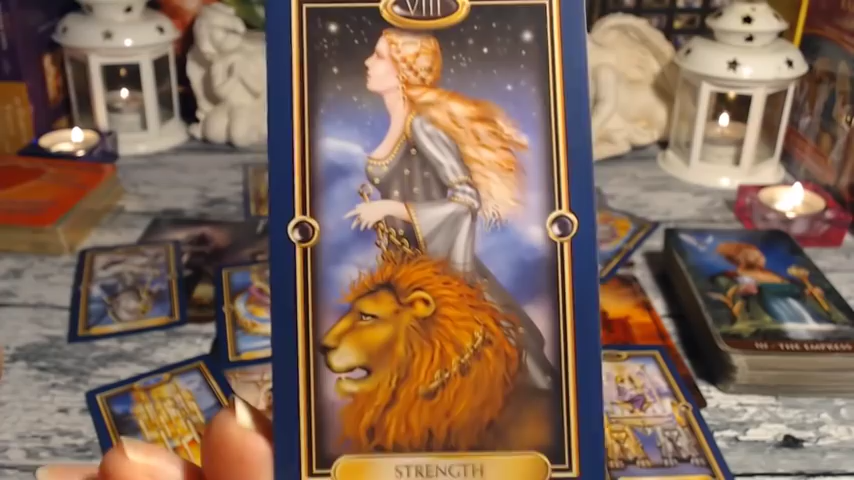 VIII
STRENGTH
III - THE EMPRESS